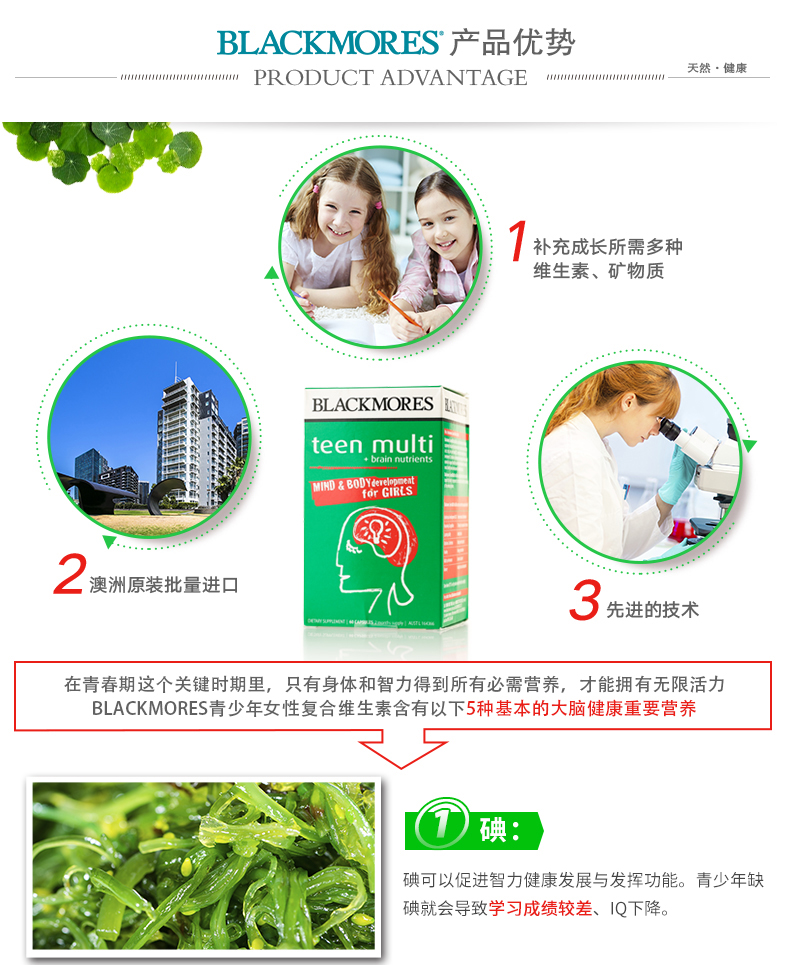 BLACKMORES® 产品优势
PRODUCT ADVANTAGE
天然·健康
1 补充成长所需多种
维生素、矿物质
BLACKMORES
teen multi
+ brain nutrients
MIND & BODY development
for GIRLS
DIETARY SUPPLEMENT
2 澳洲原装批量进口
3 先进的技术
在青春期这个关键时期里，只有身体和智力得到所有必需营养，才能拥有无限活力
BLACKMORES青少年女性复合维生素含有以下5种基本的大脑健康重要营养
1 碘：
碘可以促进智力健康发展与发挥功能。青少年缺
碘就会导致学习成绩较差、IQ下降。